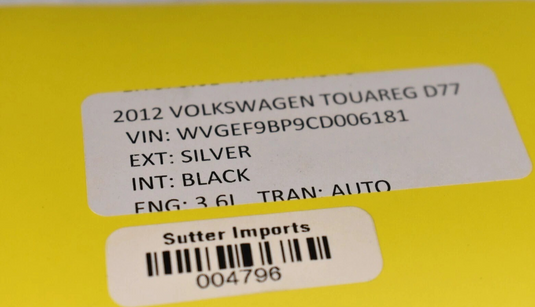 2012 VOLKSWAGEN TOUAREG D77
VIN: WVGEF9BP9CD006181
EXT: SILVER
INT: BLACK
ENG: 3.6L TRAN: AUTO
Sutter Imports
004796